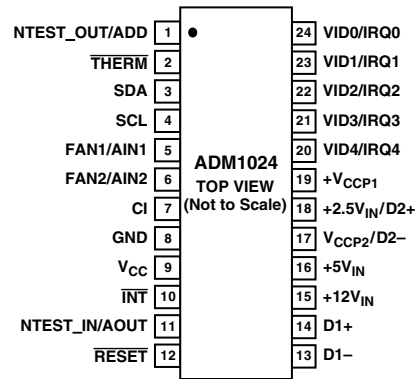 NTEST_OUT/ADD 1
THERM 2
SDA 3
SCL 4
FAN1/AIN1 5
FAN2/AIN2 6
CI 7
GND 8
VCC 9
INT 10
NTEST_IN/AOUT 11
RESET 12
ADM1024
TOP VIEW
(Not to Scale)
24 VID0/IRQ0
23 VID1/IRQ1
22 VID2/IRQ2
21 VID3/IRQ3
20 VID4/IRQ4
19 +VCCP1
18 +2.5VIN/D2+
17 VCCP2/D2–
16 +5VIN
15 +12VIN
14 D1+
13 D1–